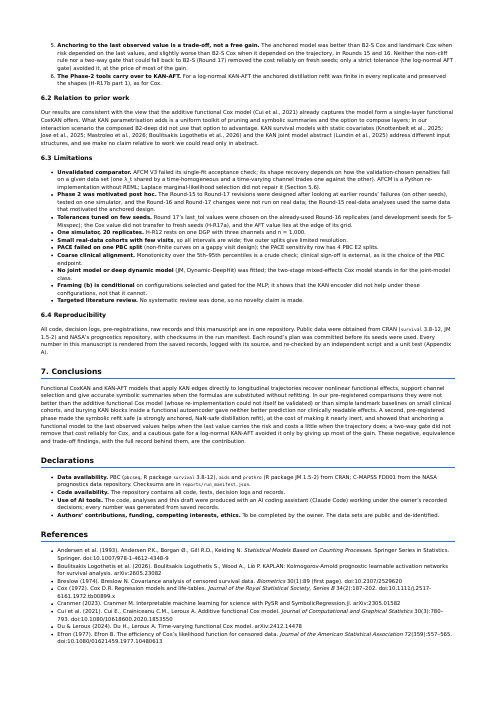 5. Anchoring to the last observed value is a trade-off, not a free gain. The anchored model was better than B2-S Cox and landmark Cox when
risk depended on the last values, and slightly worse than B2-S Cox when it depended on the trajectory, in Rounds 15 and 16. Neither the non-cliff
rule nor a two-way gate that could fall back to B2-S (Round 17) removed the cost reliably on fresh seeds; only a strict tolerance (the log-normal AFT
gate) avoided it, at the price of most of the gain.
6. The Phase-2 tools carry over to KAN-AFT. For a log-normal KAN-AFT the anchored distillation refit was finite in every replicate and preserved
the shapes (H-R17b part 1), as for Cox.
6.2 Relation to prior work
Our results are consistent with the view that the additive functional Cox model (Cui et al., 2021) already captures the model form a single-layer functional
CoxKAN offers. What KAN parametrisation adds is a uniform toolkit of pruning and symbolic summaries and the option to compose layers; in our
interaction scenario the composed B2-deep did not use that option to advantage. KAN survival models with static covariates (Knottenbelt et al., 2025;
Jose et al., 2025; Mastroleo et al., 2026; Boulitsakis Logothetis et al., 2026) and the KAN joint model abstract (Lundin et al., 2025) address different input
structures, and we make no claim relative to work we could read only in abstract.
6.3 Limitations
• Unvalidated comparator. AFCM V3 failed its single-fit acceptance check; its shape recovery depends on how the validation-chosen penalties fall
on a given data set (one λ_t shared by a time-homogeneous and a time-varying channel trades one against the other). AFCM is a Python re-
implementation without REML; Laplace marginal-likelihood selection did not repair it (Section 5.6).
• Phase 2 was motivated post hoc. The Round-15 to Round-17 revisions were designed after looking at earlier rounds' failures (on other seeds),
tested on one simulator, and the Round-16 and Round-17 changes were not run on real data; the Round-15 real-data analyses used the same data
that motivated the anchored design.
• Tolerances tuned on few seeds. Round 17's last_tol values were chosen on the already-used Round-16 replicates (and development seeds for S-
Misspec); the Cox value did not transfer to fresh seeds (H-R17a), and the AFT value lies at the edge of its grid.
• One simulator, 20 replicates. H-R12 rests on one DGP with three channels and n = 1,000.
• Small real-data cohorts with few visits, so all intervals are wide; five outer splits give limited resolution.
• PACE failed on one PBC split (non-finite curves on a gappy visit design); the PACE sensitivity row has 4 PBC E2 splits.
• Coarse clinical alignment. Monotonicity over the 5th-95th percentiles is a crude check; clinical sign-off is external, as is the choice of the PBC
endpoint.
• No joint model or deep dynamic model (JM, Dynamic-DeepHit) was fitted; the two-stage mixed-effects Cox model stands in for the joint-model
class.
• Framing (b) is conditional on configurations selected and gated for the MLP; it shows that the KAN encoder did not help under these
configurations, not that it cannot.
• Targeted literature review. No systematic review was done, so no novelty claim is made.
6.4 Reproducibility
All code, decision logs, pre-registrations, raw records and this manuscript are in one repository. Public data were obtained from CRAN (survival 3.8-12, JM
1.5-2) and NASA's prognostics repository, with checksums in the run manifest. Each round's plan was committed before its seeds were used. Every
number in this manuscript is rendered from the saved records, logged with its source, and re-checked by an independent script and a unit test (Appendix
A).
7. Conclusions
Functional CoxKAN and KAN-AFT models that apply KAN edges directly to longitudinal trajectories recover nonlinear functional effects, support channel
selection and give accurate symbolic summaries when the formulas are substituted without refitting. In our pre-registered comparisons they were not
better than the additive functional Cox model (whose re-implementation could not itself be validated) or than simple landmark baselines on small clinical
cohorts, and burying KAN blocks inside a functional autoencoder gave neither better prediction nor clinically readable effects. A second, pre-registered
phase made the symbolic refit safe (a strongly anchored, NaN-safe distillation refit), at the cost of making it nearly inert, and showed that anchoring a
functional model to the last observed values helps when the last value carries the risk and costs a little when the trajectory does; a two-way gate did not
remove that cost reliably for Cox, and a cautious gate for a log-normal KAN-AFT avoided it only by giving up most of the gain. These negative, equivalence
and trade-off findings, with the full record behind them, are the contribution.
Declarations
• Data availability. PBC (pbcseq, R package survival 3.8-12), aids and prothro (R package JM 1.5-2) from CRAN; C-MAPSS FD001 from the NASA
prognostics data repository. Checksums are in reports/run_manifest.json.
• Code availability. The repository contains all code, tests, decision logs and records.
• Use of AI tools. The code, analyses and this draft were produced with an AI coding assistant (Claude Code) working under the owner's recorded
decisions; every number was generated from saved records.
• Authors' contributions, funding, competing interests, ethics. To be completed by the owner. The data sets are public and de-identified.
References
• Andersen et al. (1993). Andersen P.K., Borgan Ø., Gill R.D., Keiding N. Statistical Models Based on Counting Processes. Springer Series in Statistics.
Springer. doi:10.1007/978-1-4612-4348-9
• Boulitsakis Logothetis et al. (2026). Boulitsakis Logothetis S., Wood A., Liò P. KAPLAN: Kolmogorov-Arnold prognostic learnable activation networks
for survival analysis. arXiv:2605.23082
• Breslow (1974). Breslow N. Covariance analysis of censored survival data. Biometrics 30(1):89 (first page). doi:10.2307/2529620
• Cox (1972). Cox D.R. Regression models and life-tables. Journal of the Royal Statistical Society, Series B 34(2):187-202. doi:10.1111/j.2517-
6161.1972.tb00899.x
• Cranmer (2023). Cranmer M. Interpretable machine learning for science with PySR and SymbolicRegression.jl. arXiv:2305.01582
• Cui et al. (2021). Cui E., Crainiceanu C.M., Leroux A. Additive functional Cox model. Journal of Computational and Graphical Statistics 30(3):780-
793. doi:10.1080/10618600.2020.1853550
• Du & Leroux (2024). Du H., Leroux A. Time-varying functional Cox model. arXiv:2412.14478
• Efron (1977). Efron B. The efficiency of Cox's likelihood function for censored data. Journal of the American Statistical Association 72(359):557-565.
doi:10.1080/01621459.1977.10480613